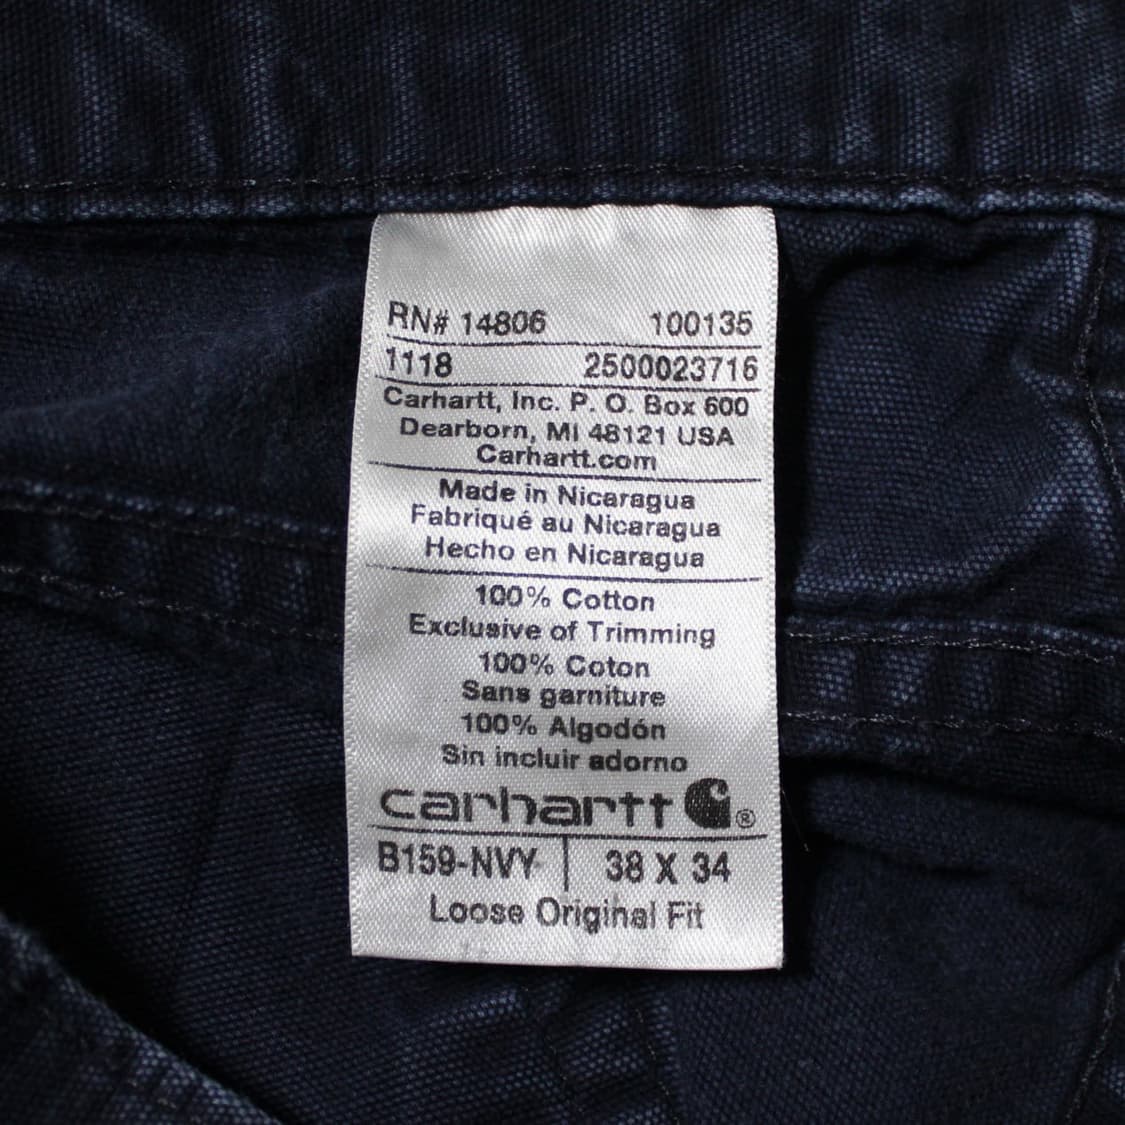 RN# 14806 100135
1118 2500023716
Carhartt, Inc. P. O. Box 600
Dearborn, MI 48121 USA
Carhartt.com
Made in Nicaragua
Fabriqué au Nicaragua
Hecho en Nicaragua
100% Cotton
Exclusive of Trimming
100% Coton
Sans garniture
100% Algodón
Sin incluir adorno
carhartt ®
B159-NVY 38 X 34
Loose Original Fit